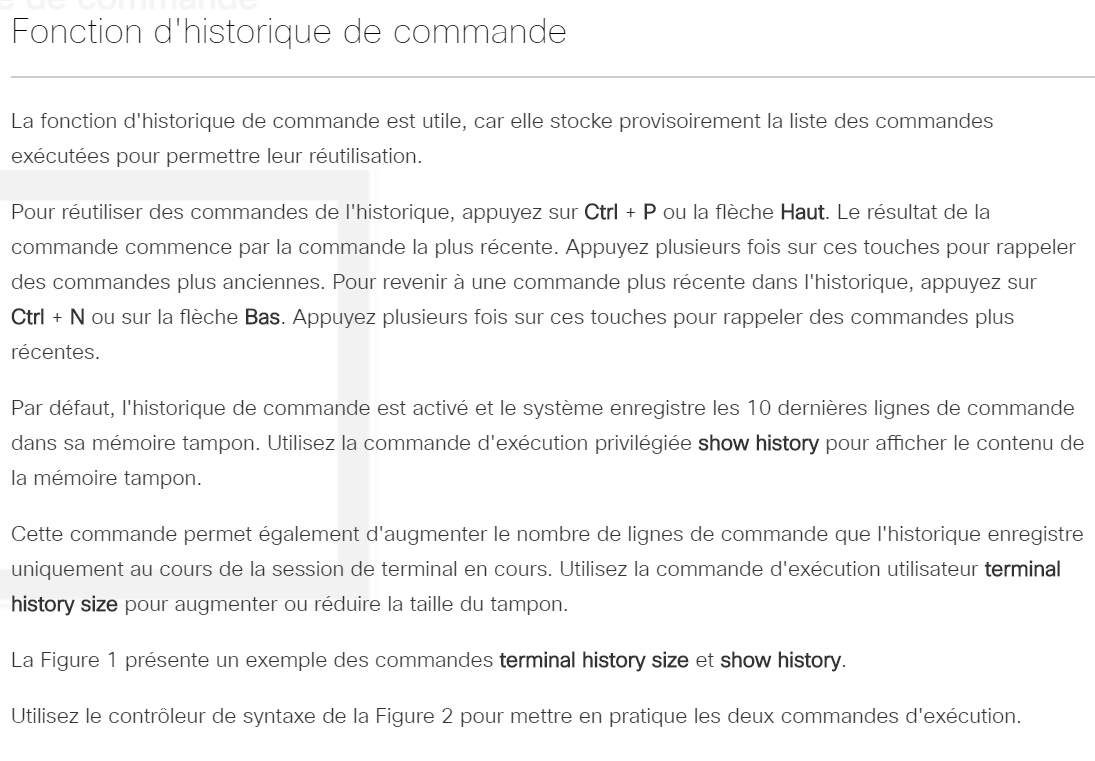 e de commande
Fonction d'historique de commande
La fonction d'historique de commande est utile, car elle stocke provisoirement la liste des commandes
exécutées pour permettre leur réutilisation.
Pour réutiliser des commandes de l'historique, appuyez sur Ctrl + P ou la flèche Haut. Le résultat de la
commande commence par la commande la plus récente. Appuyez plusieurs fois sur ces touches pour rappeler
des commandes plus anciennes. Pour revenir à une commande plus récente dans l'historique, appuyez sur
Ctrl + N ou sur la flèche Bas. Appuyez plusieurs fois sur ces touches pour rappeler des commandes plus
récentes.
Par défaut, l'historique de commande est activé et le système enregistre les 10 dernières lignes de commande
dans sa mémoire tampon. Utilisez la commande d'exécution privilégiée show history pour afficher le contenu de
la mémoire tampon.
Cette commande permet également d'augmenter le nombre de lignes de commande que l'historique enregistre
uniquement au cours de la session de terminal en cours. Utilisez la commande d'exécution utilisateur terminal
history size pour augmenter ou réduire la taille du tampon.
La Figure 1 présente un exemple des commandes terminal history size et show history.
Utilisez le contrôleur de syntaxe de la Figure 2 pour mettre en pratique les deux commandes d'exécution.